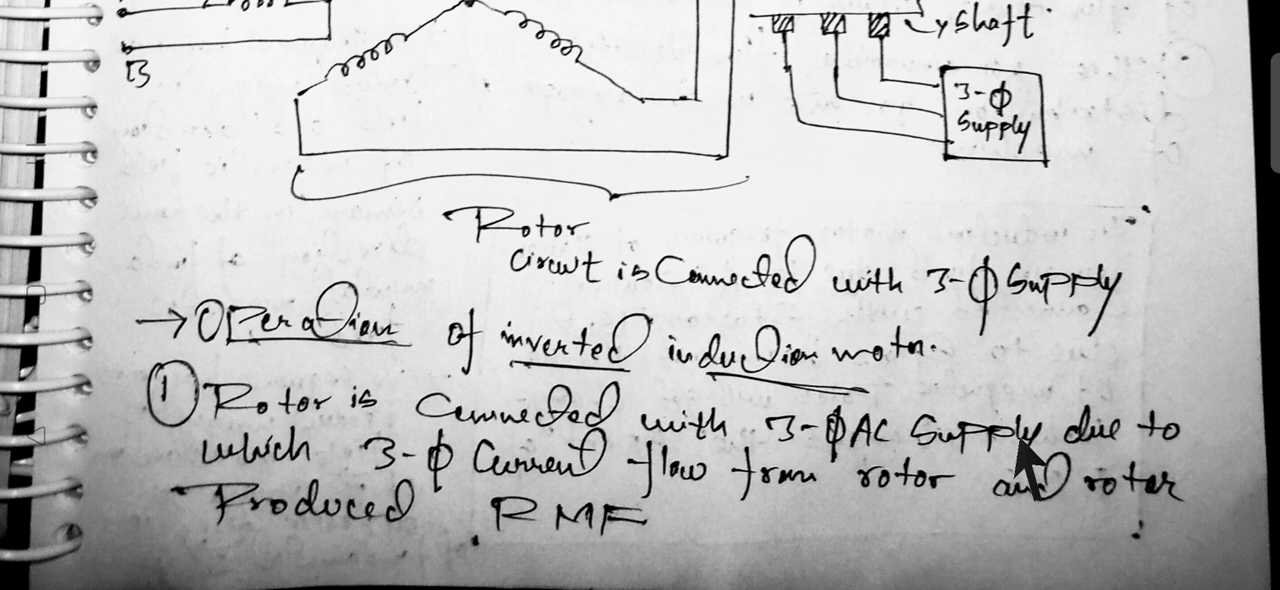 B
shaft
3-ϕ
Supply
Rotor
Circuit is Connected with 3-ϕ Supply
→ Operation of inverted induction motor.
① Rotor is Connected with 3-ϕ AC Supply due to
which 3-ϕ Current flow from rotor and rotor
Produced RMF